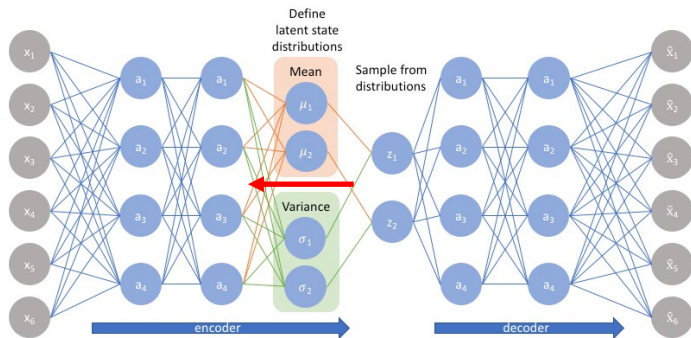 Define
latent state
distributions
Mean
Sample from
distributions
x₁
x₂
x₃
x₄
x₅
x₆
a₁
a₂
a₃
a₄
a₁
a₂
a₃
a₄
μ₁
μ₂
Variance
σ₁
σ₂
z₁
z₂
a₁
a₂
a₃
a₄
a₁
a₂
a₃
a₄
x̂₁
x̂₂
x̂₃
x̂₄
x̂₅
x̂₆
encoder
decoder